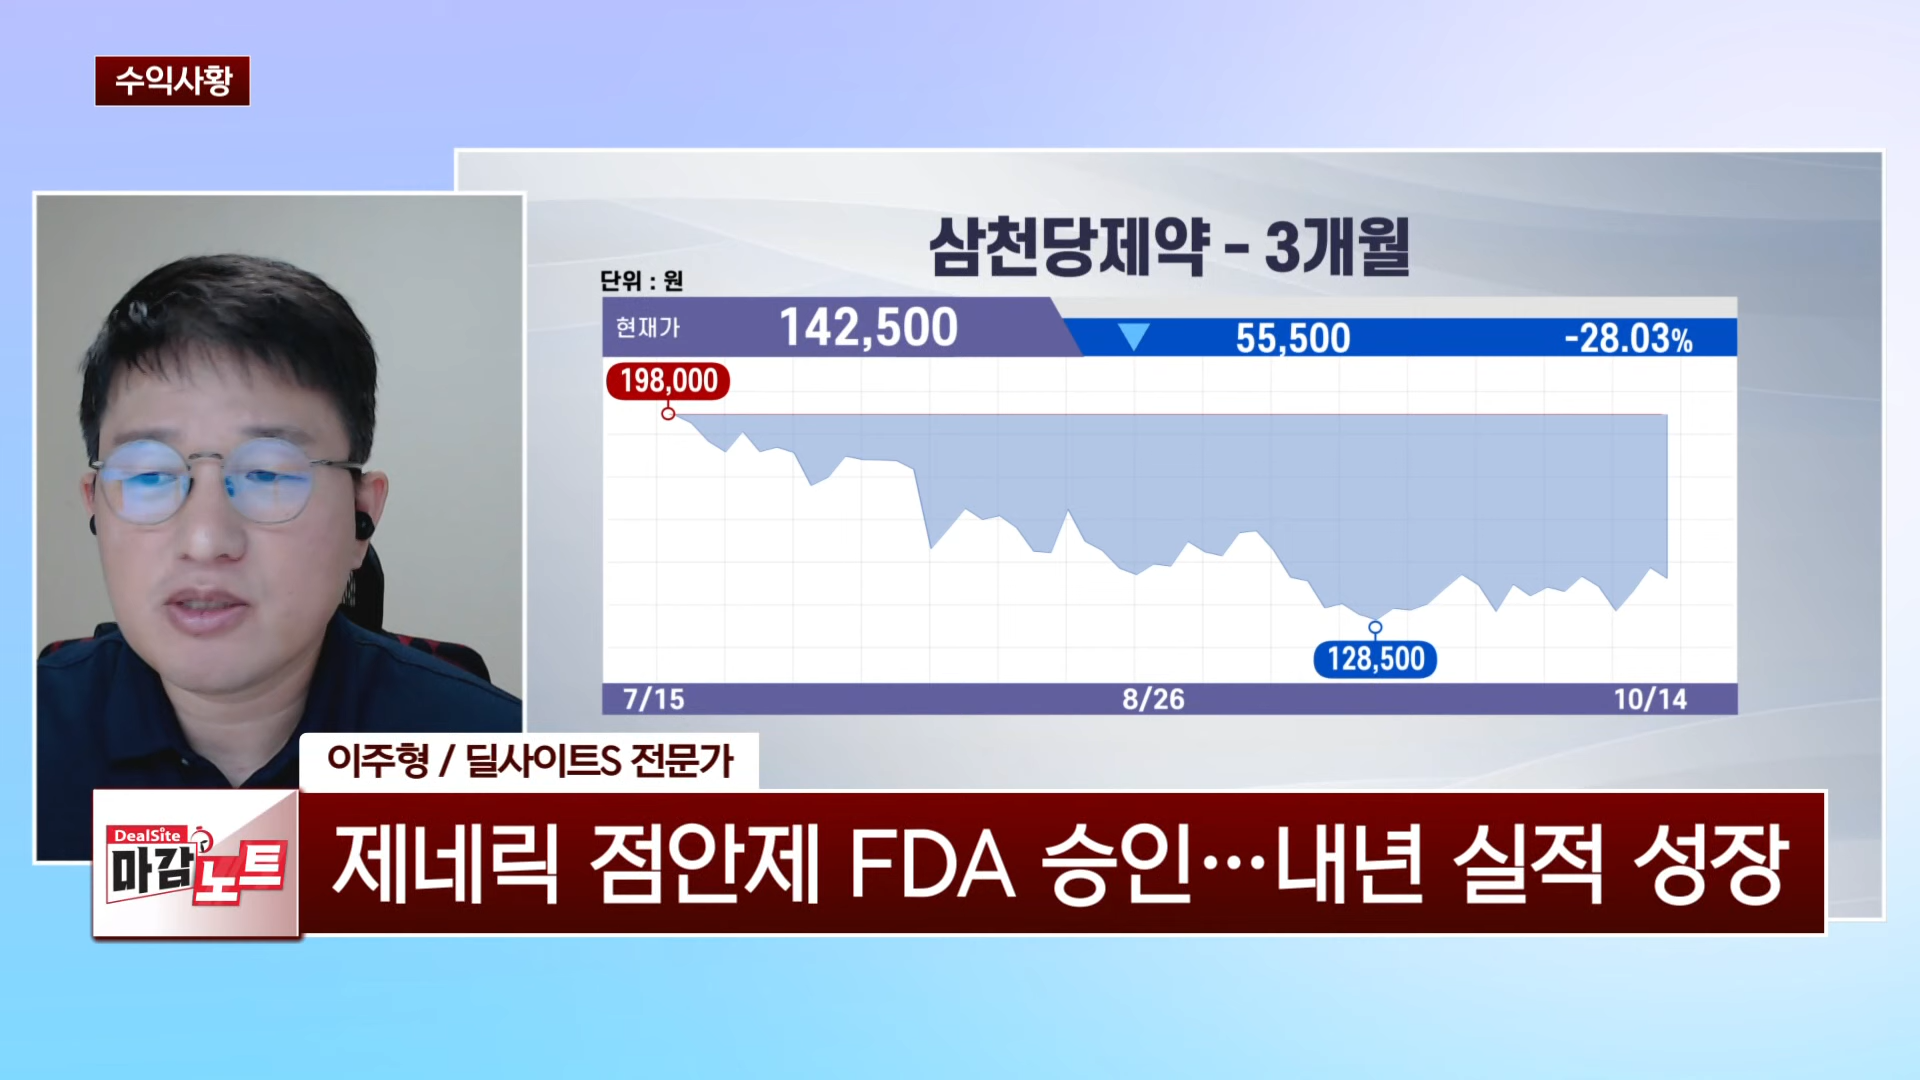 수익사황
삼천당제약 - 3개월
단위 : 원
현재가 142,500 ▼ 55,500 -28.03%
198,000
128,500
7/15 8/26 10/14
이주형 / 딜사이트S 전문가
DealSite
마감노트
제네릭 점안제 FDA 승인…내년 실적 성장